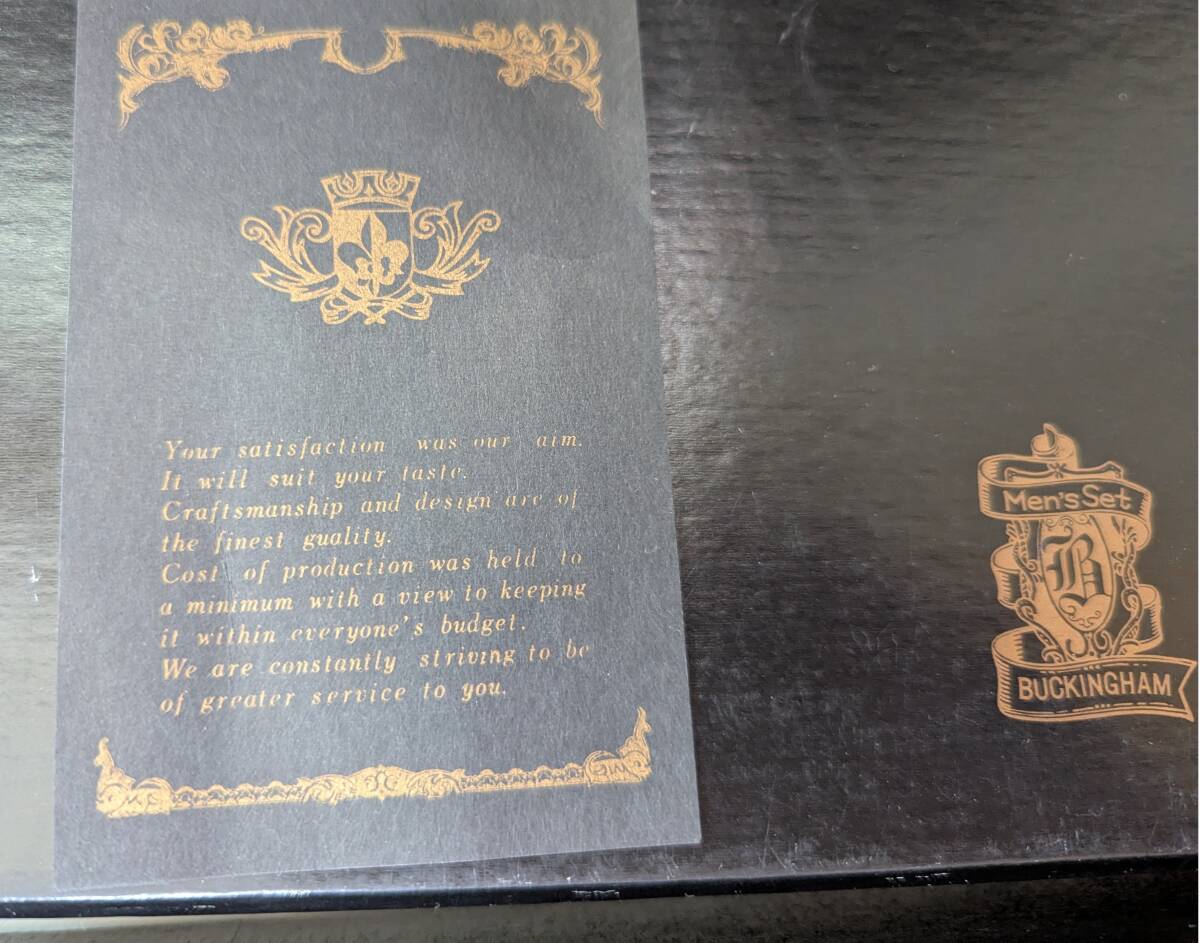 Your satisfaction was our aim.
It will suit your taste.
Craftsmanship and design are of
the finest guality.
Cost of production was held to
a minimum with a view to keeping
it within everyone's budget.
We are constantly striving to be
of greater service to you.
Men's Set
B
BUCKINGHAM